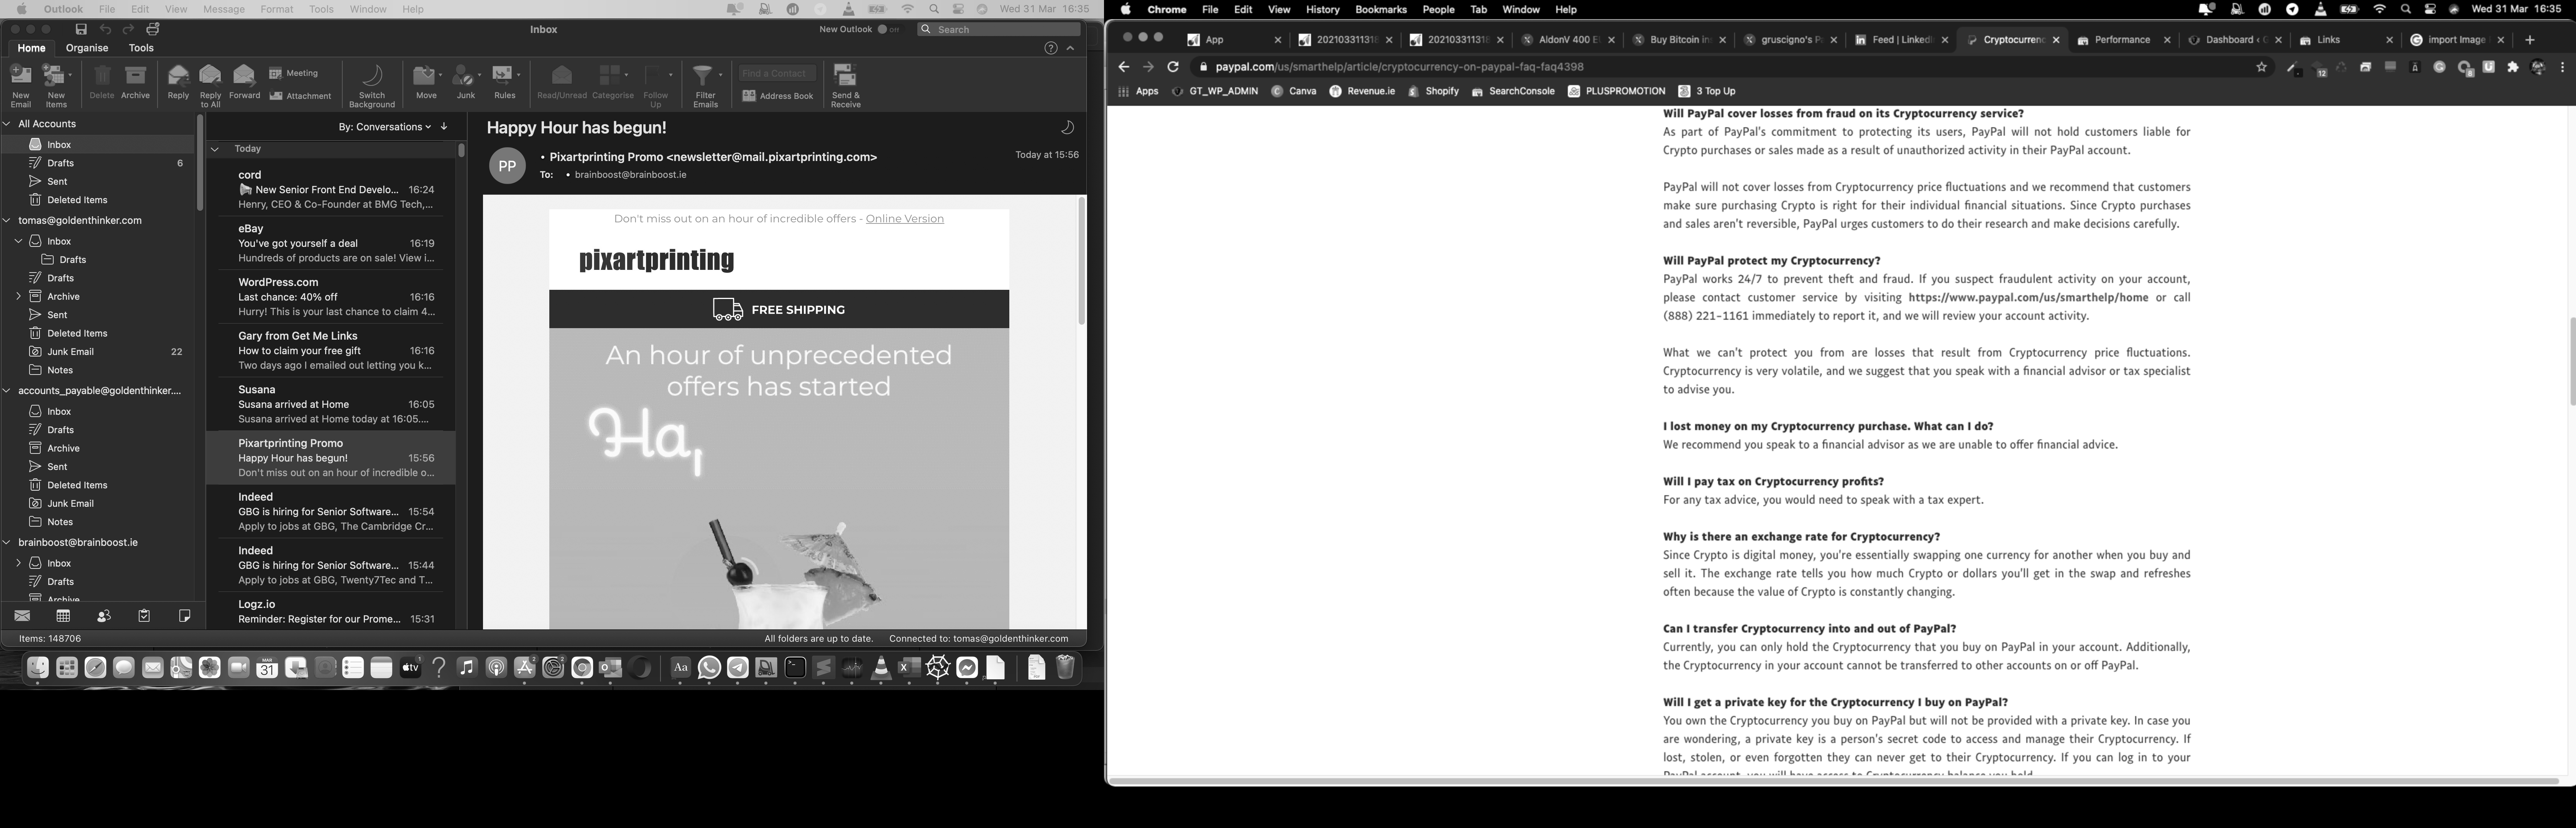 Outlook File Edit View Message Format Tools Window Help Wed 31 Mar 16:35
Inbox
New Outlook Off Search
Home Organise Tools
New Email
New Items
Delete
Archive
Reply
Reply to All
Forward
Meeting
Attachment
Switch Background
Move
Junk
Rules
Read/Unread
Categorise
Follow Up
Filter Emails
Find a Contact
Address Book
Send & Receive
All Accounts
Inbox
Drafts 6
Sent
Deleted Items
tomas@goldenthinker.com
Inbox
Drafts
Drafts
Archive
Sent
Deleted Items
Junk Email 22
Notes
accounts_payable@goldenthinker....
Inbox
Drafts
Archive
Sent
Deleted Items
Junk Email
Notes
brainboost@brainboost.ie
Inbox
Drafts
Archive
By: Conversations
Today
cord
New Senior Front End Develo... 16:24
Henry, CEO & Co-Founder at BMG Tech,...
eBay
You've got yourself a deal 16:19
Hundreds of products are on sale! View i...
WordPress.com
Last chance: 40% off 16:16
Hurry! This is your last chance to claim 4...
Gary from Get Me Links
How to claim your free gift 16:16
Two days ago I emailed out letting you k...
Susana
Susana arrived at Home 16:05
Susana arrived at Home today at 16:05....
Pixartprinting Promo
Happy Hour has begun! 15:56
Don't miss out on an hour of incredible o...
Indeed
GBG is hiring for Senior Software... 15:54
Apply to jobs at GBG, The Cambridge Cr...
Indeed
GBG is hiring for Senior Software... 15:44
Apply to jobs at GBG, Twenty7Tec and T...
Logz.io
Reminder: Register for our Prome... 15:31
Happy Hour has begun!
PP
Pixartprinting Promo <newsletter@mail.pixartprinting.com>
Today at 15:56
To: brainboost@brainboost.ie
Don't miss out on an hour of incredible offers - Online Version
pixartprinting
FREE SHIPPING
An hour of unprecedented
offers has started
Ha,
Items: 148706
All folders are up to date. Connected to: tomas@goldenthinker.com
MAR
31
tv
Aa
Chrome File Edit View History Bookmarks People Tab Window Help Wed 31 Mar 16:35
App
20210331131
20210331131
AldonV 400 E
Buy Bitcoin in
gruscigno's P
Feed | LinkedI
Cryptocurrenc
Performance
Dashboard ‹ G
Links
import Image
paypal.com/us/smarthelp/article/cryptocurrency-on-paypal-faq-faq4398
Apps GT_WP_ADMIN Canva Revenue.ie Shopify SearchConsole PLUSPROMOTION 3 Top Up
Will PayPal cover losses from fraud on its Cryptocurrency service?
As part of PayPal's commitment to protecting its users, PayPal will not hold customers liable for
Crypto purchases or sales made as a result of unauthorized activity in their PayPal account.
PayPal will not cover losses from Cryptocurrency price fluctuations and we recommend that customers
make sure purchasing Crypto is right for their individual financial situations. Since Crypto purchases
and sales aren't reversible, PayPal urges customers to do their research and make decisions carefully.
Will PayPal protect my Cryptocurrency?
PayPal works 24/7 to prevent theft and fraud. If you suspect fraudulent activity on your account,
please contact customer service by visiting https://www.paypal.com/us/smarthelp/home or call
(888) 221-1161 immediately to report it, and we will review your account activity.
What we can't protect you from are losses that result from Cryptocurrency price fluctuations.
Cryptocurrency is very volatile, and we suggest that you speak with a financial advisor or tax specialist
to advise you.
I lost money on my Cryptocurrency purchase. What can I do?
We recommend you speak to a financial advisor as we are unable to offer financial advice.
Will I pay tax on Cryptocurrency profits?
For any tax advice, you would need to speak with a tax expert.
Why is there an exchange rate for Cryptocurrency?
Since Crypto is digital money, you're essentially swapping one currency for another when you buy and
sell it. The exchange rate tells you how much Crypto or dollars you'll get in the swap and refreshes
often because the value of Crypto is constantly changing.
Can I transfer Cryptocurrency into and out of PayPal?
Currently, you can only hold the Cryptocurrency that you buy on PayPal in your account. Additionally,
the Cryptocurrency in your account cannot be transferred to other accounts on or off PayPal.
Will I get a private key for the Cryptocurrency I buy on PayPal?
You own the Cryptocurrency you buy on PayPal but will not be provided with a private key. In case you
are wondering, a private key is a person's secret code to access and manage their Cryptocurrency. If
lost, stolen, or even forgotten they can never get to their Cryptocurrency. If you can log in to your
PayPal account, you will have access to Cryptocurrency balance you hold.